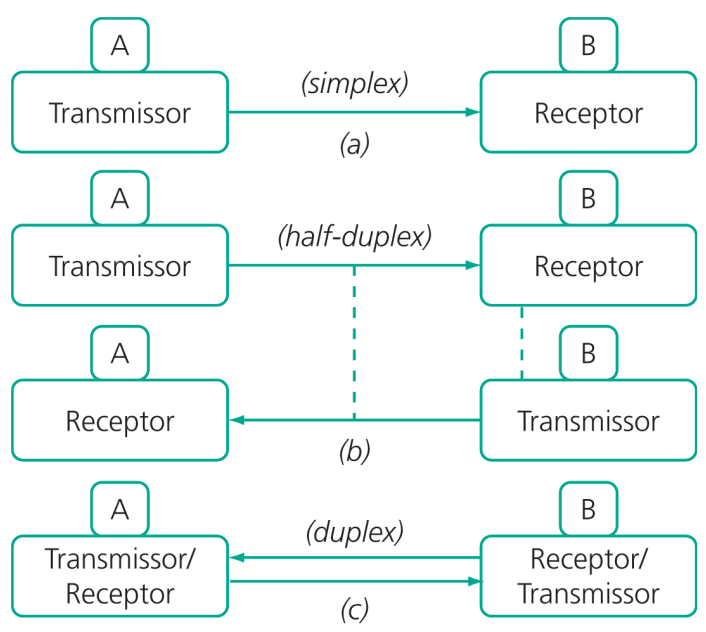 A
B
Transmissor
(simplex)
Receptor
(a)
A
B
Transmissor
(half-duplex)
Receptor
A
B
Receptor
Transmissor
(b)
A
B
Transmissor/
Receptor
(duplex)
Receptor/
Transmissor
(c)